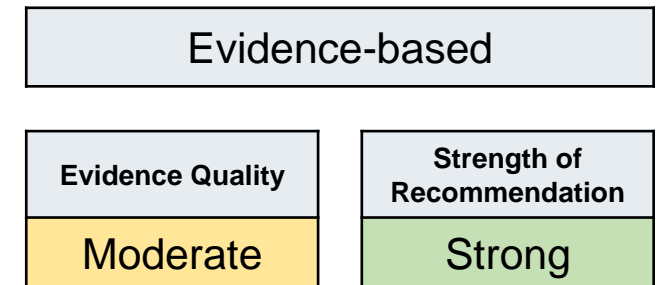 Evidence-based
Evidence Quality
Moderate
Strength of
Recommendation
Strong